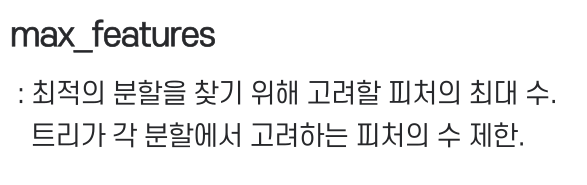 max_features
: 최적의 분할을 찾기 위해 고려할 피처의 최대 수.
트리가 각 분할에서 고려하는 피처의 수 제한.